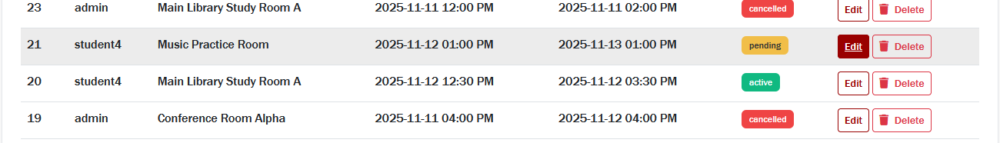 23 admin Main Library Study Room A 2025-11-11 12:00 PM 2025-11-11 02:00 PM cancelled Edit Delete
21 student4 Music Practice Room 2025-11-12 01:00 PM 2025-11-13 01:00 PM pending Edit Delete
20 student4 Main Library Study Room A 2025-11-12 12:30 PM 2025-11-12 03:30 PM active Edit Delete
19 admin Conference Room Alpha 2025-11-11 04:00 PM 2025-11-12 04:00 PM cancelled Edit Delete